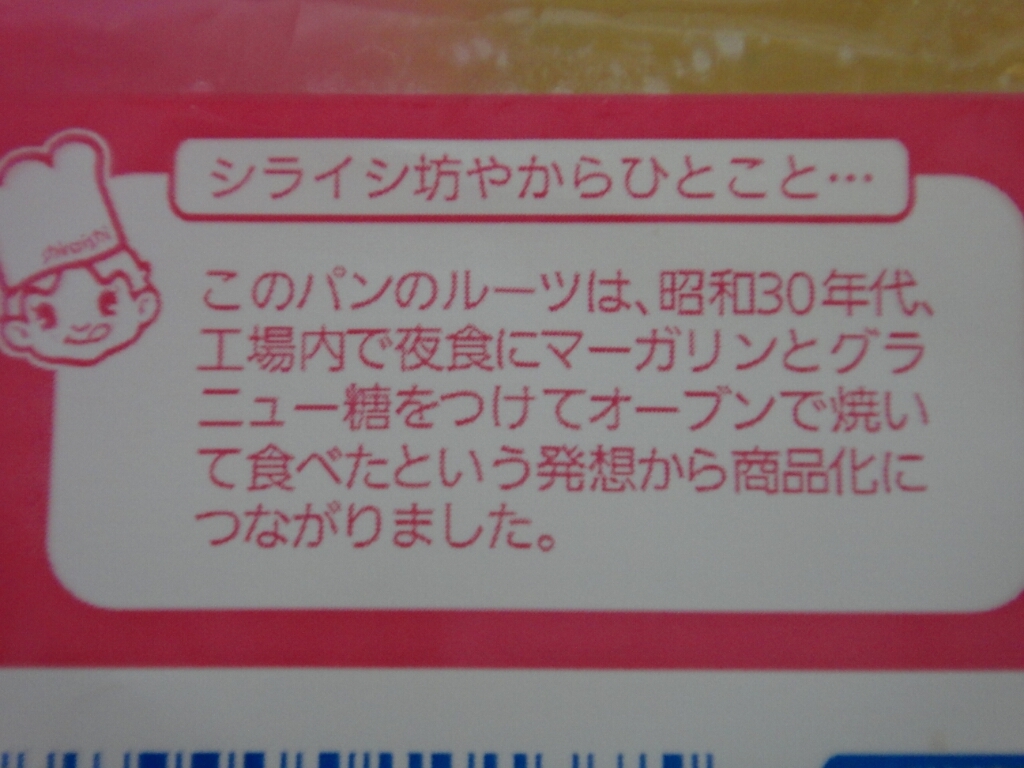 シライシ坊やからひとこと…
shiraishi
このパンのルーツは、昭和30年代、
工場内で夜食にマーガリンとグラ
ニュー糖をつけてオーブンで焼い
て食べたという発想から商品化に
つながりました。